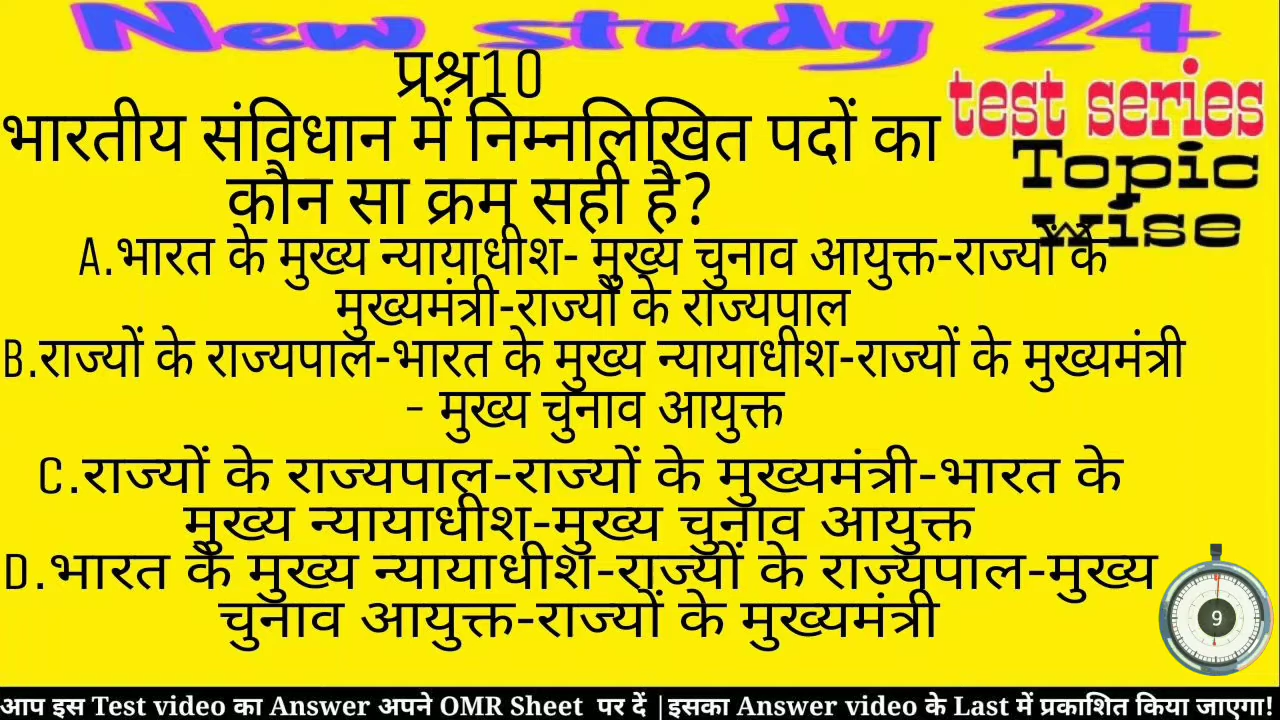 New study 24
test series
Topic
wise
प्रश्न10
भारतीय संविधान में निम्नलिखित पदों का
कौन सा क्रम सही है?
A.भारत के मुख्य न्यायाधीश- मुख्य चुनाव आयुक्त-राज्यों के
मुख्यमंत्री-राज्यों के राज्यपाल
B.राज्यों के राज्यपाल-भारत के मुख्य न्यायाधीश-राज्यों के मुख्यमंत्री
- मुख्य चुनाव आयुक्त
C.राज्यों के राज्यपाल-राज्यों के मुख्यमंत्री-भारत के
मुख्य न्यायाधीश-मुख्य चुनाव आयुक्त
D.भारत के मुख्य न्यायाधीश-राज्यों के राज्यपाल-मुख्य
चुनाव आयुक्त-राज्यों के मुख्यमंत्री
9
आप इस Test video का Answer अपने OMR Sheet पर दें |इसका Answer video के Last में प्रकाशित किया जाएगा!